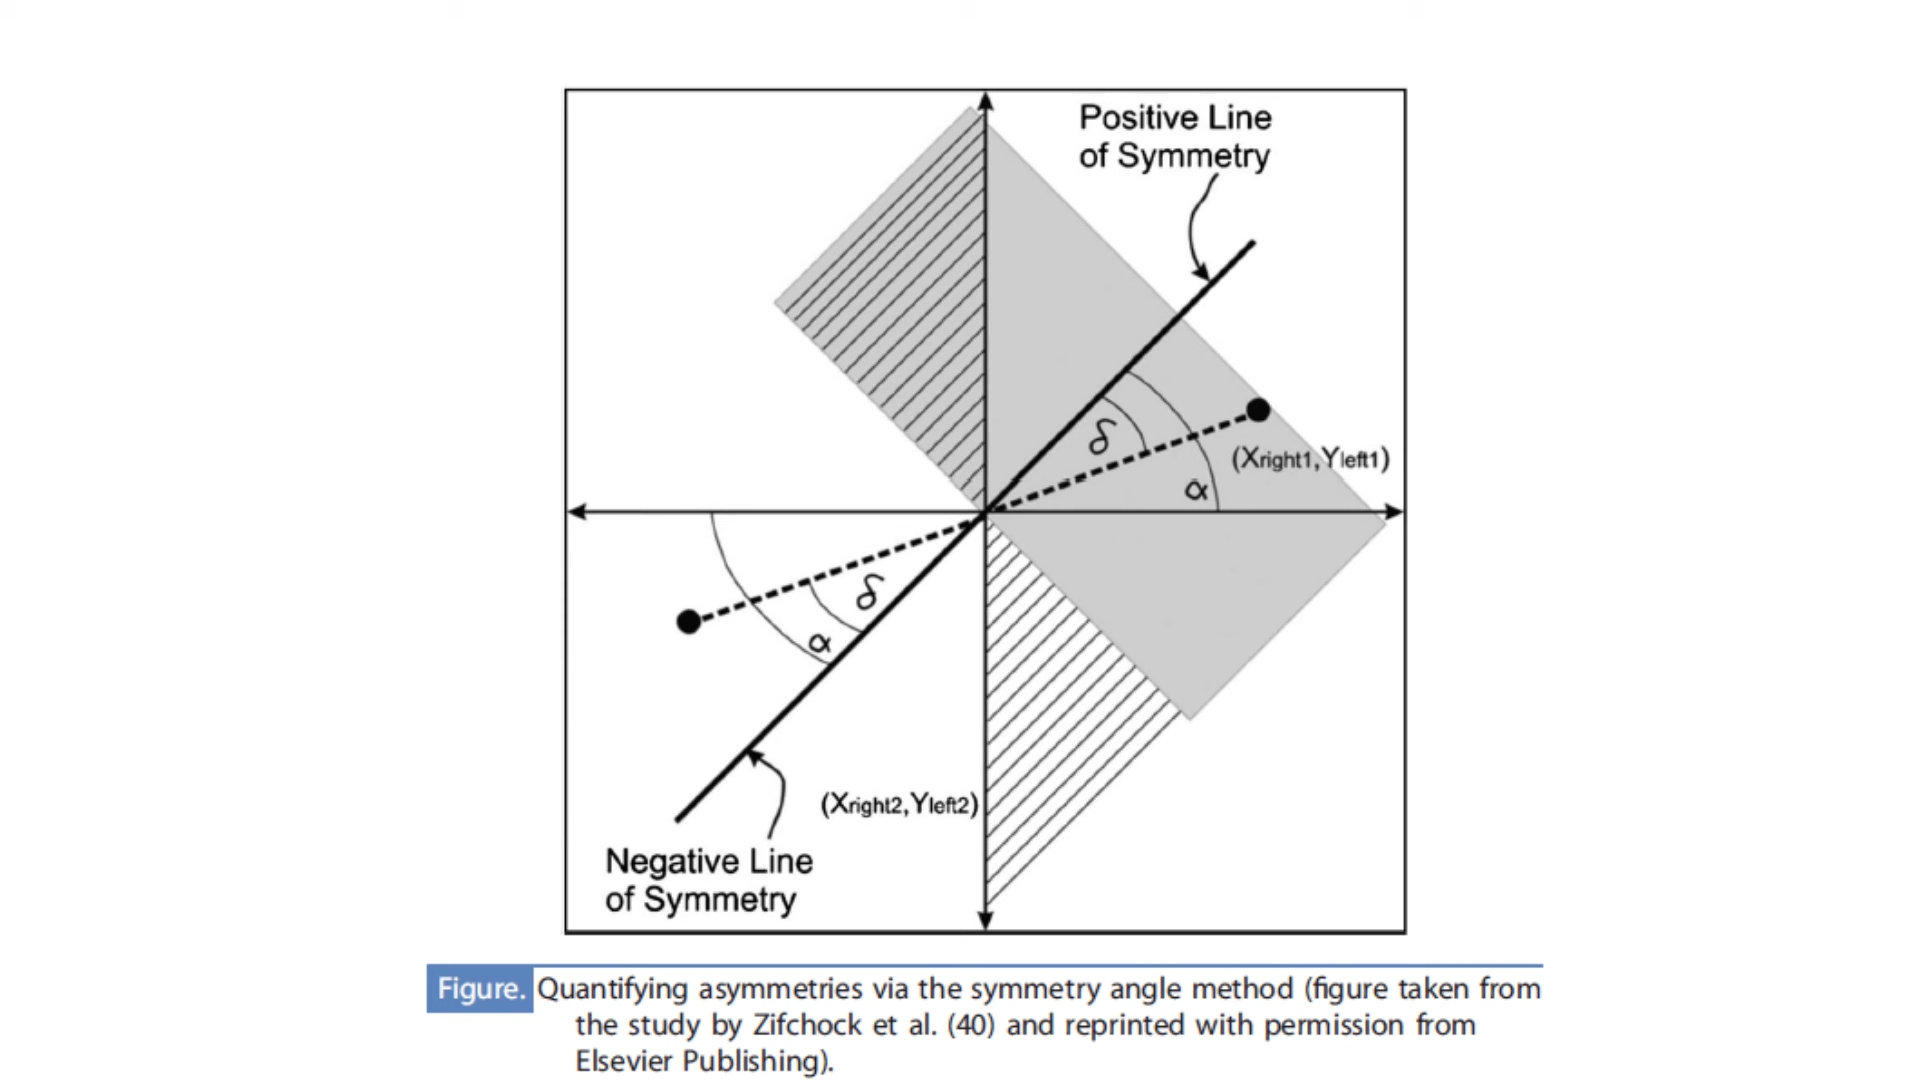 Positive Line
of Symmetry
δ
(Xright1,Yleft1)
α
δ
α
(Xright2,Yleft2)
Negative Line
of Symmetry
Figure. Quantifying asymmetries via the symmetry angle method (figure taken from
the study by Zifchock et al. (40) and reprinted with permission from
Elsevier Publishing).